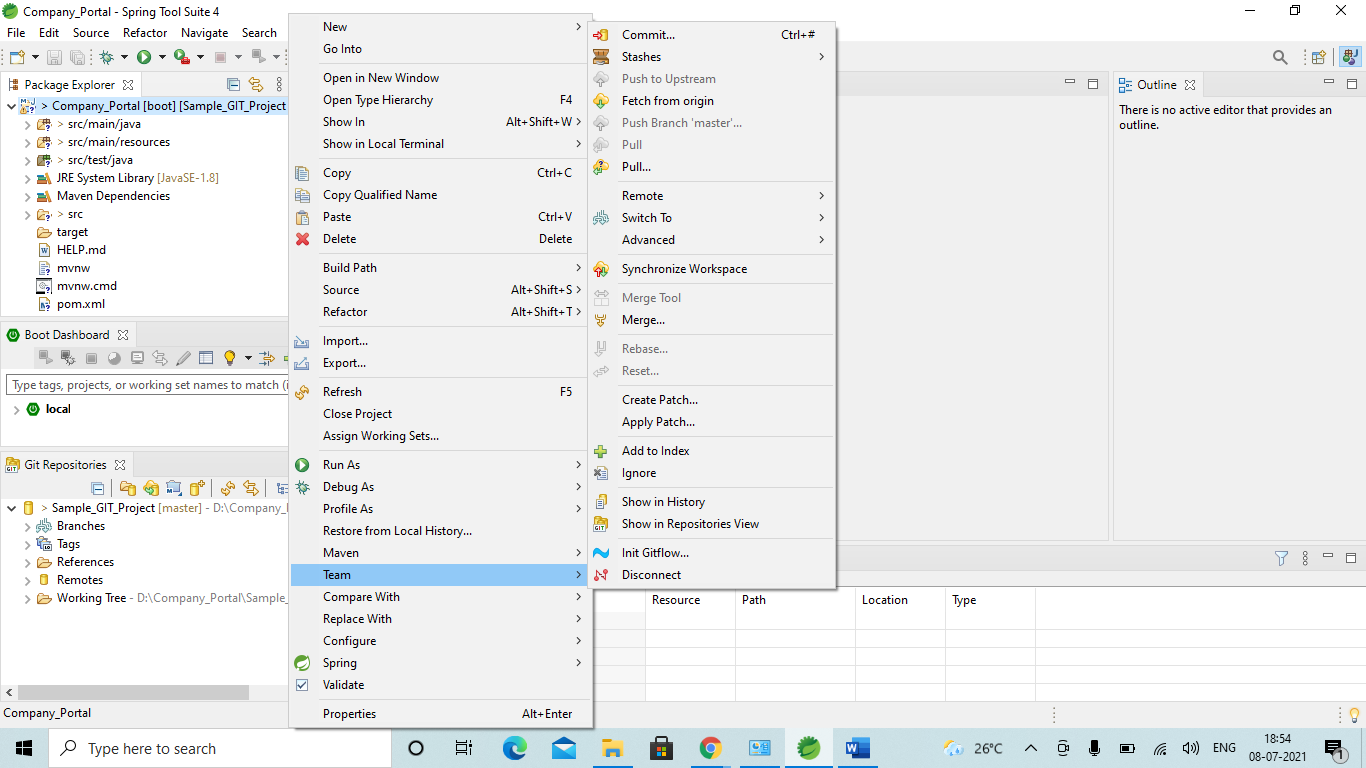 Company_Portal - Spring Tool Suite 4
File Edit Source Refactor Navigate Search
Package Explorer
> Company_Portal [boot] [Sample_GIT_Project
> src/main/java
> src/main/resources
> src/test/java
JRE System Library [JavaSE-1.8]
Maven Dependencies
> src
target
HELP.md
mvnw
mvnw.cmd
pom.xml
Boot Dashboard
Type tags, projects, or working set names to match (i
local
Git Repositories
> Sample_GIT_Project [master] - D:\Company_
Branches
Tags
References
Remotes
Working Tree - D:\Company_Portal\Sample_
Company_Portal
New
Go Into
Open in New Window
Open Type Hierarchy F4
Show In Alt+Shift+W >
Show in Local Terminal
Copy Ctrl+C
Copy Qualified Name
Paste Ctrl+V
Delete Delete
Build Path
Source Alt+Shift+S >
Refactor Alt+Shift+T >
Import...
Export...
Refresh F5
Close Project
Assign Working Sets...
Run As
Debug As
Profile As
Restore from Local History...
Maven
Team
Compare With
Replace With
Configure
Spring
Validate
Properties Alt+Enter
Commit... Ctrl+#
Stashes
Push to Upstream
Fetch from origin
Push Branch 'master'...
Pull
Pull...
Remote
Switch To
Advanced
Synchronize Workspace
Merge Tool
Merge...
Rebase...
Reset...
Create Patch...
Apply Patch...
Add to Index
Ignore
Show in History
Show in Repositories View
Init Gitflow...
Disconnect
Outline
There is no active editor that provides an
outline.
Resource Path Location Type
Type here to search
26°C
ENG
18:54
08-07-2021
1